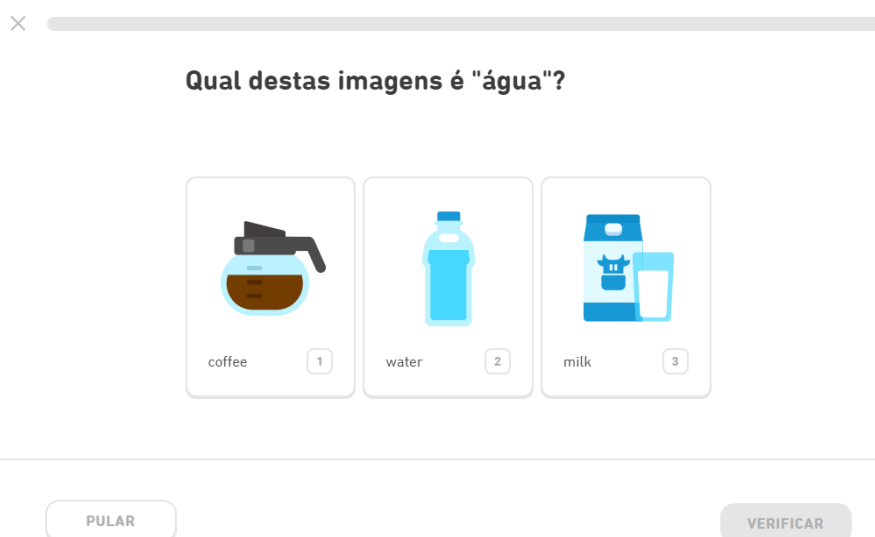 Qual destas imagens é "água"?
coffee 1
water 2
milk 3
PULAR
VERIFICAR